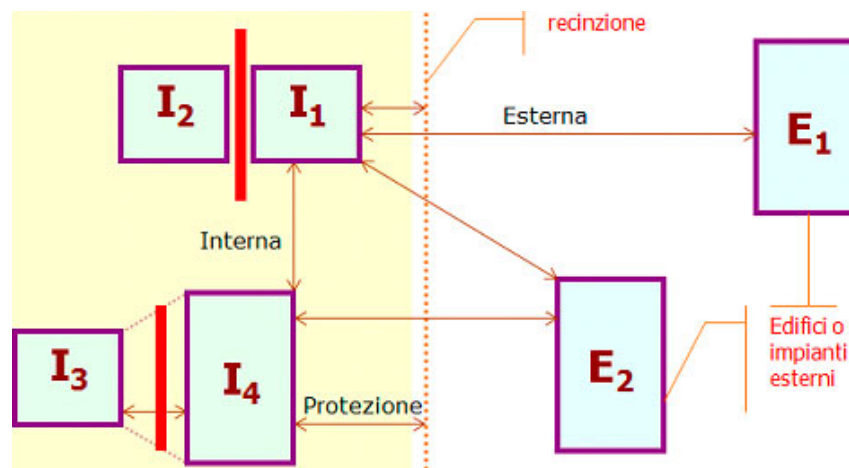 recinzione
I2
I1
Esterna
E1
Interna
I3
I4
E2
Edifici o
impianti
esterni
Protezione